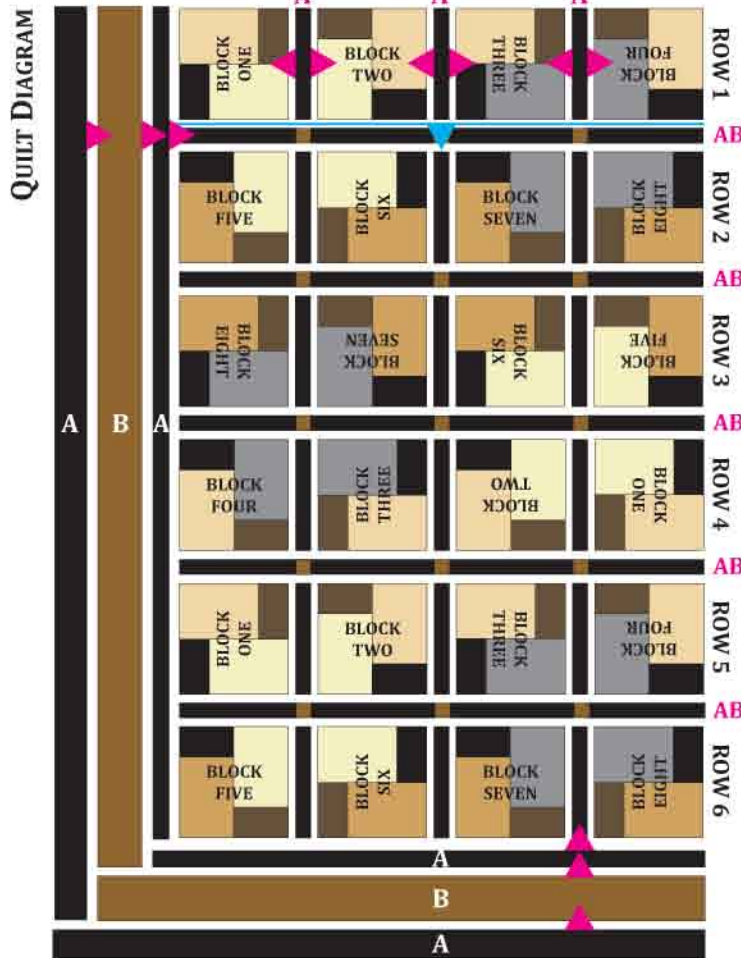 QUILT DIAGRAM
A
A
A
BLOCK
ONE
BLOCK
TWO
BLOCK
THREE
BLOCK
FOUR
ROW 1
AB
BLOCK
FIVE
BLOCK
SIX
BLOCK
SEVEN
BLOCK
EIGHT
ROW 2
AB
BLOCK
EIGHT
BLOCK
SEVEN
BLOCK
SIX
BLOCK
FIVE
ROW 3
A
B
A
AB
BLOCK
FOUR
BLOCK
THREE
BLOCK
TWO
BLOCK
ONE
ROW 4
AB
BLOCK
ONE
BLOCK
TWO
BLOCK
THREE
BLOCK
FOUR
ROW 5
AB
BLOCK
FIVE
BLOCK
SIX
BLOCK
SEVEN
BLOCK
EIGHT
ROW 6
A
B
A